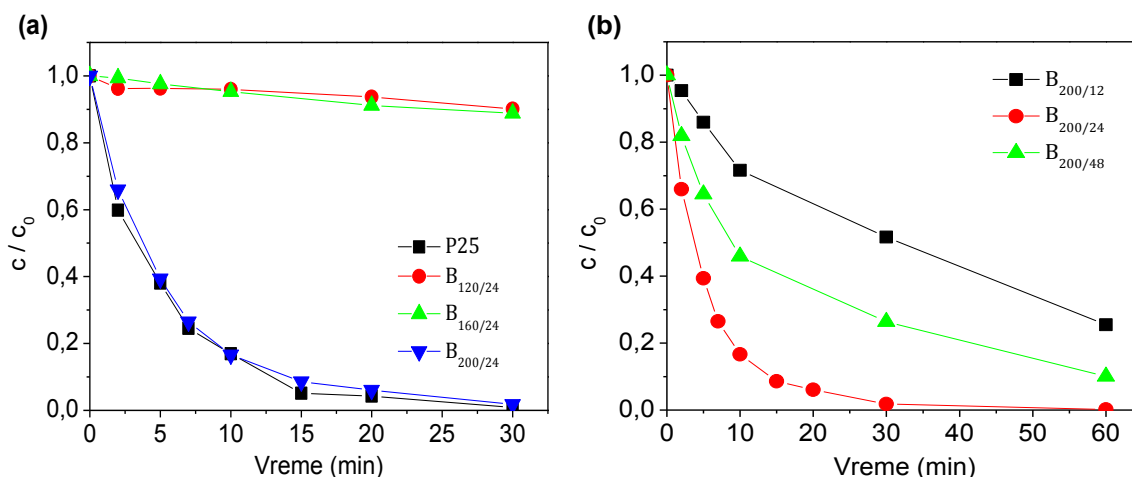 (a)
c / c0
1,0
0,8
0,6
0,4
0,2
0,0
P25
B120/24
B160/24
B200/24
0 5 10 15 20 25 30
Vreme (min)
(b)
c / c0
1,0
0,8
0,6
0,4
0,2
0,0
B200/12
B200/24
B200/48
0 10 20 30 40 50 60
Vreme (min)